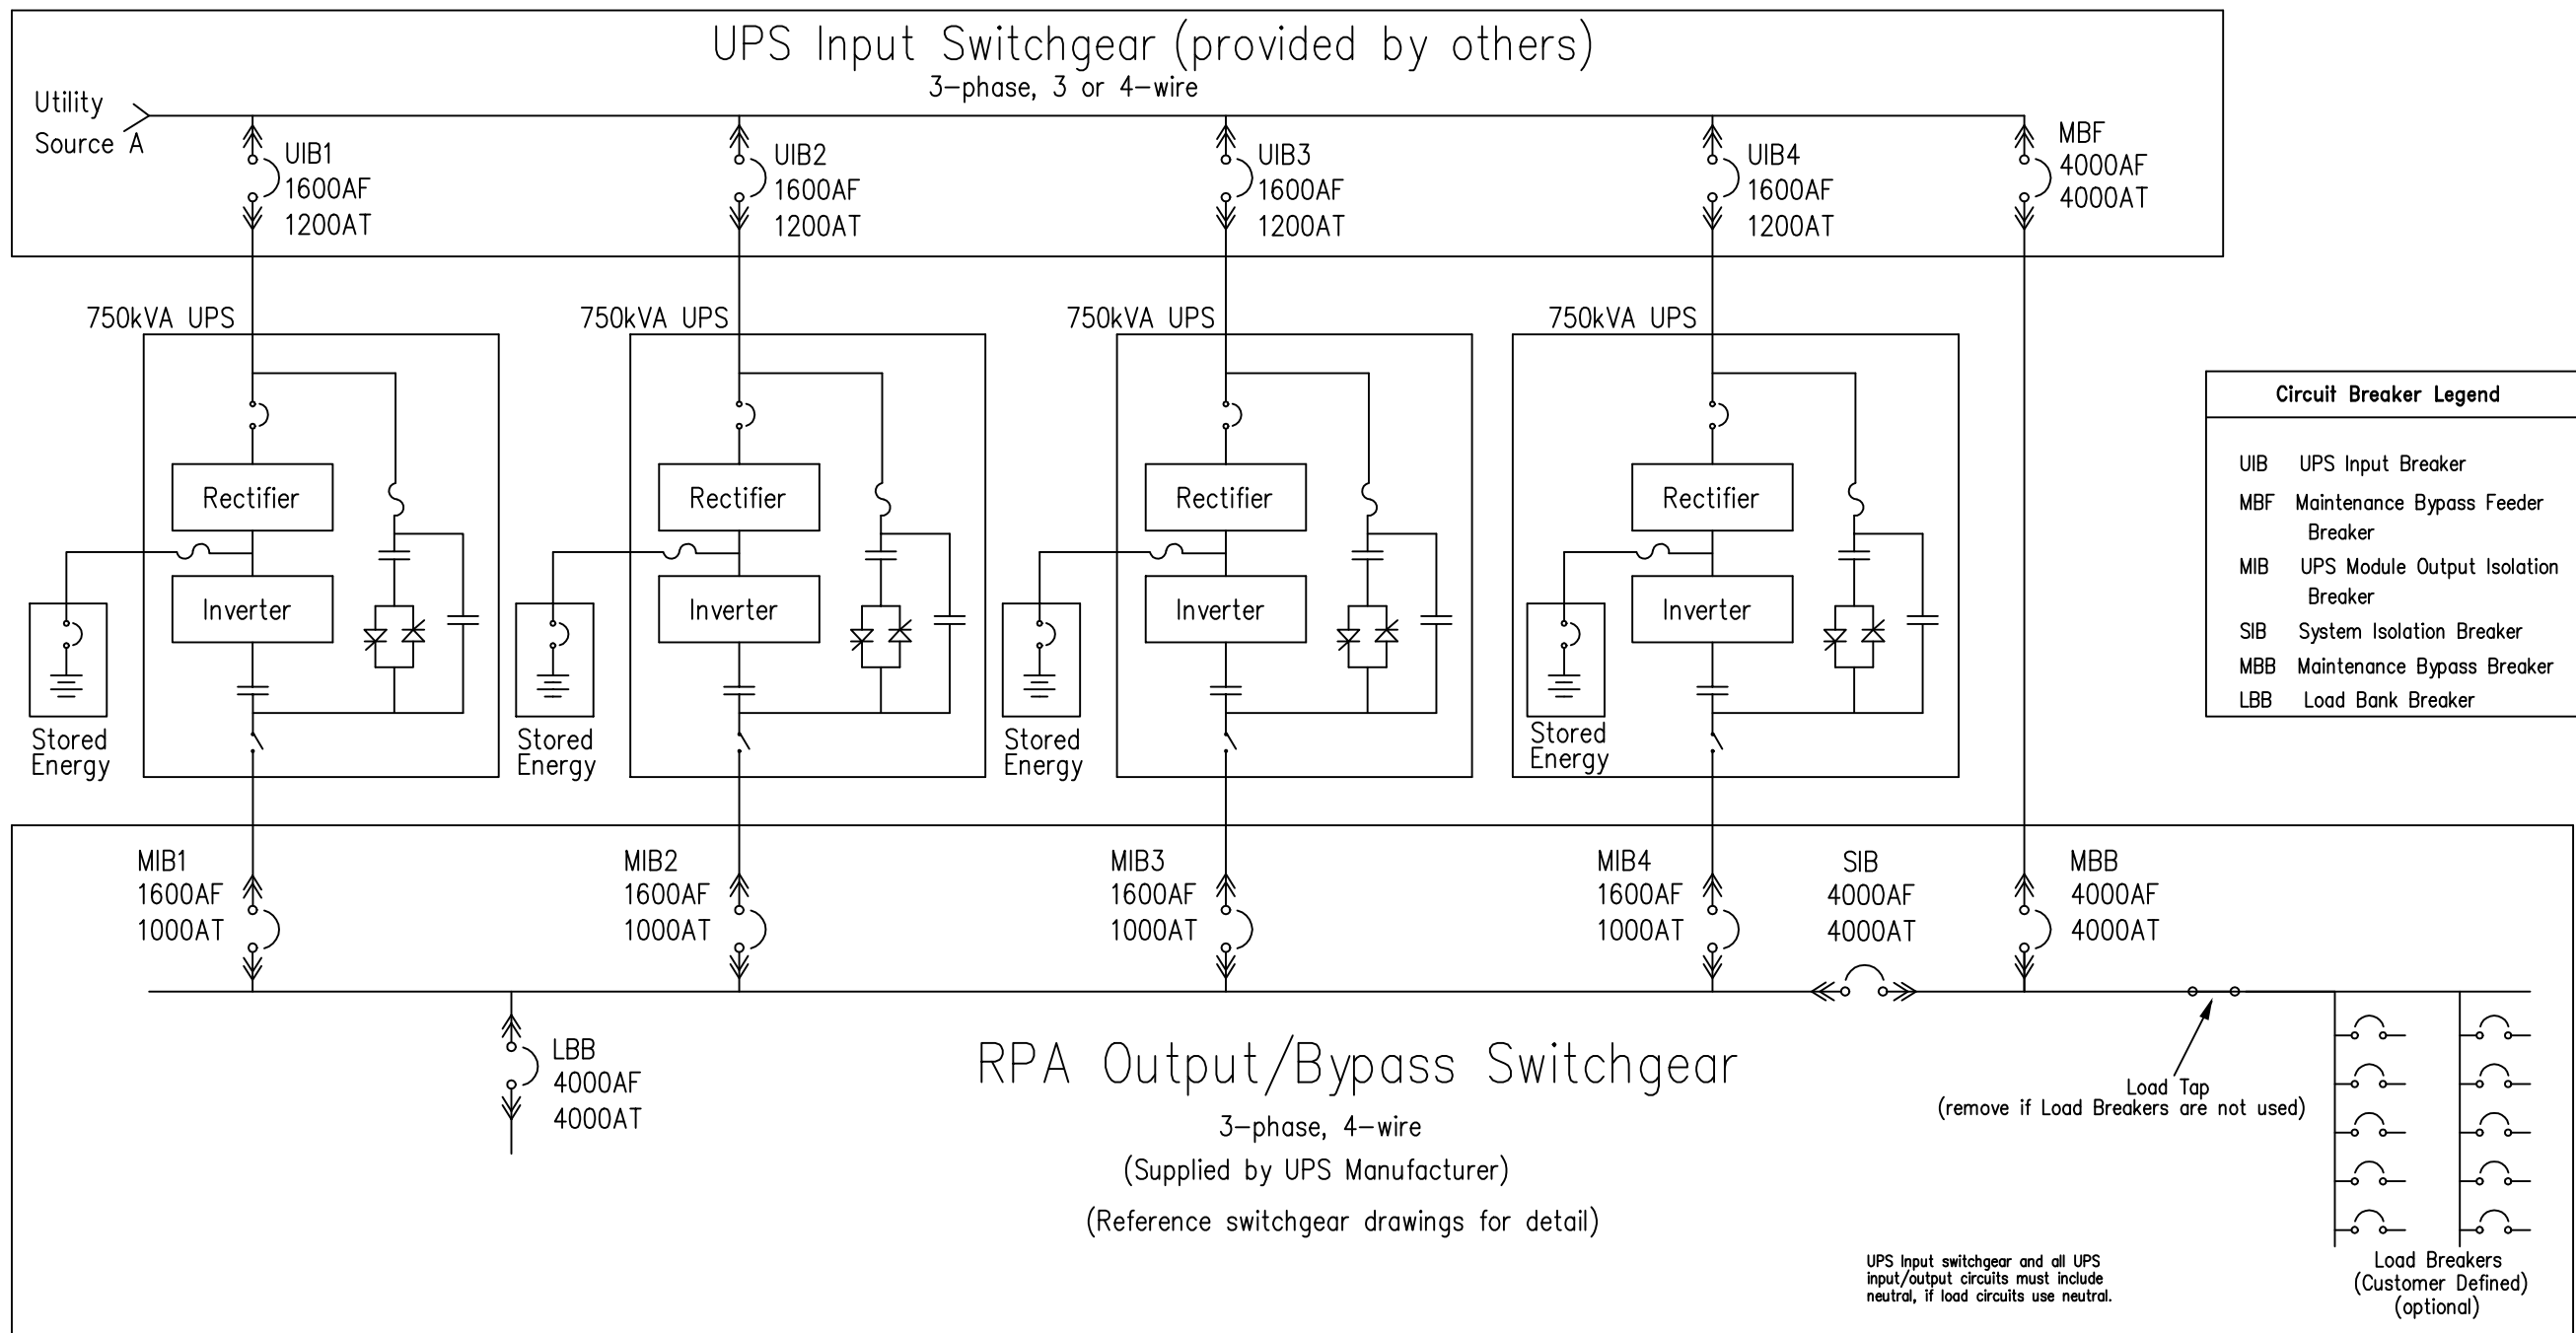 UPS Input Switchgear (provided by others)
3-phase, 3 or 4-wire
Utility
Source A
UIB1
1600AF
1200AT
UIB2
1600AF
1200AT
UIB3
1600AF
1200AT
UIB4
1600AF
1200AT
MBF
4000AF
4000AT
750kVA UPS
750kVA UPS
750kVA UPS
750kVA UPS
Rectifier
Inverter
Stored
Energy
Rectifier
Inverter
Stored
Energy
Rectifier
Inverter
Stored
Energy
Rectifier
Inverter
Stored
Energy
Circuit Breaker Legend
UIB UPS Input Breaker
MBF Maintenance Bypass Feeder
Breaker
MIB UPS Module Output Isolation
Breaker
SIB System Isolation Breaker
MBB Maintenance Bypass Breaker
LBB Load Bank Breaker
MIB1
1600AF
1000AT
MIB2
1600AF
1000AT
MIB3
1600AF
1000AT
MIB4
1600AF
1000AT
SIB
4000AF
4000AT
MBB
4000AF
4000AT
LBB
4000AF
4000AT
RPA Output/Bypass Switchgear
3-phase, 4-wire
(Supplied by UPS Manufacturer)
(Reference switchgear drawings for detail)
Load Tap
(remove if Load Breakers are not used)
UPS Input switchgear and all UPS
input/output circuits must include
neutral, if load circuits use neutral.
Load Breakers
(Customer Defined)
(optional)